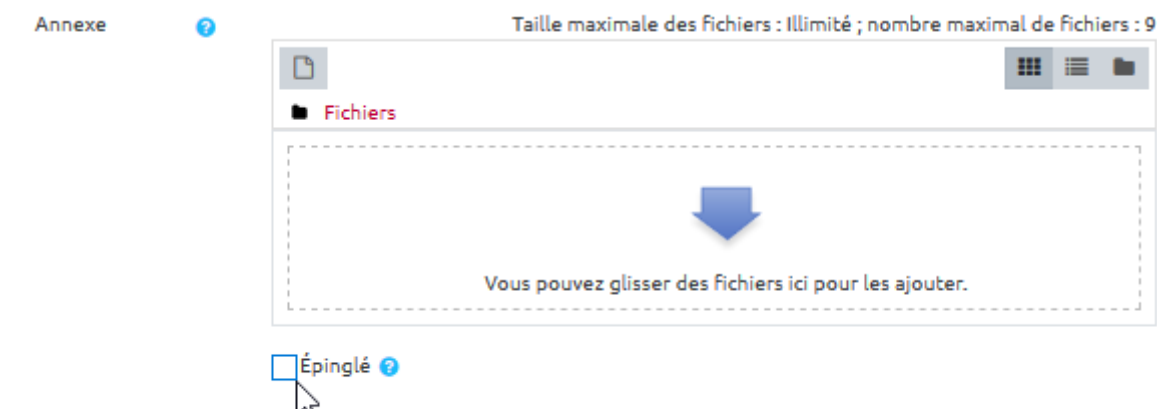 Annexe
Taille maximale des fichiers : Illimité ; nombre maximal de fichiers : 9
Fichiers
Vous pouvez glisser des fichiers ici pour les ajouter.
Épinglé